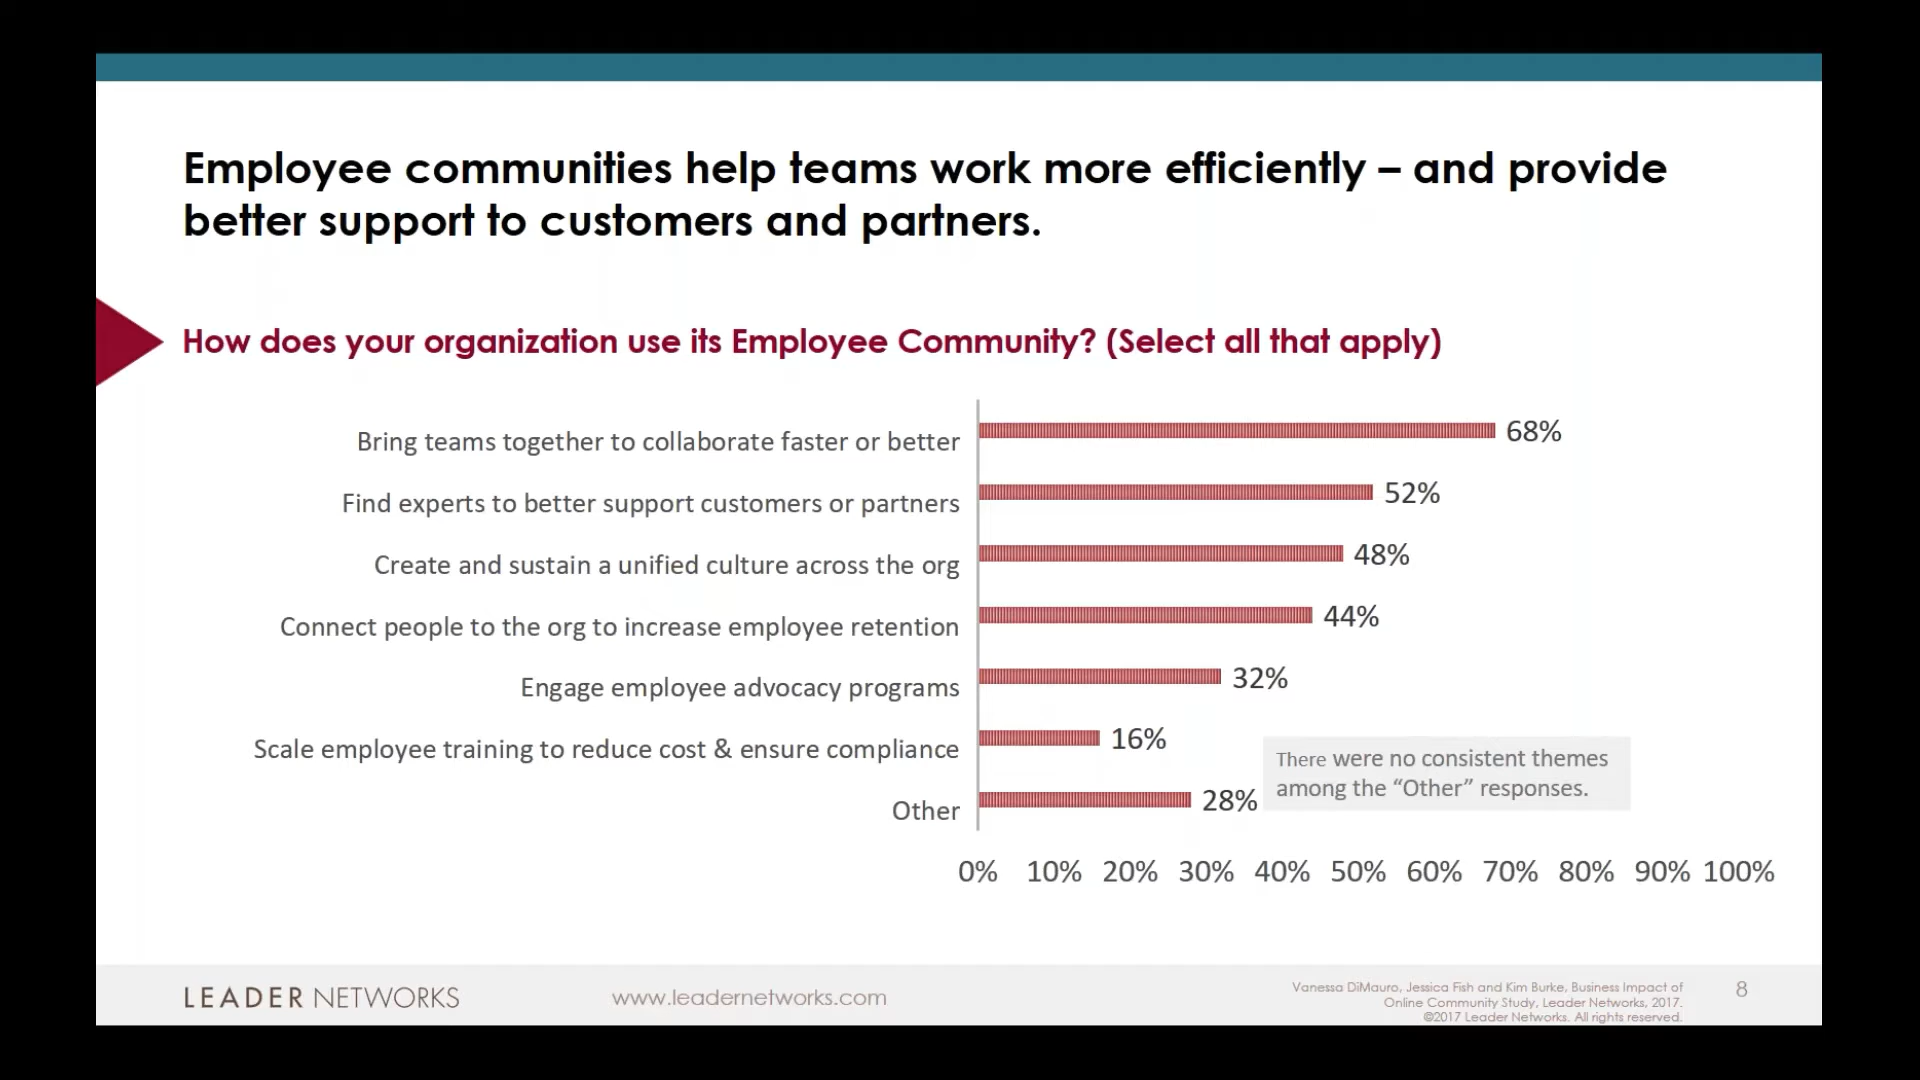 Employee communities help teams work more efficiently – and provide
better support to customers and partners.
How does your organization use its Employee Community? (Select all that apply)
Bring teams together to collaborate faster or better 68%
Find experts to better support customers or partners 52%
Create and sustain a unified culture across the org 48%
Connect people to the org to increase employee retention 44%
Engage employee advocacy programs 32%
Scale employee training to reduce cost & ensure compliance 16%
Other 28%
There were no consistent themes
among the “Other” responses.
0% 10% 20% 30% 40% 50% 60% 70% 80% 90% 100%
LEADER NETWORKS
www.leadernetworks.com
Vanessa DiMauro, Jessica Fish and Kim Burke, Business Impact of
Online Community Study, Leader Networks, 2017.
©2017 Leader Networks. All rights reserved.
8